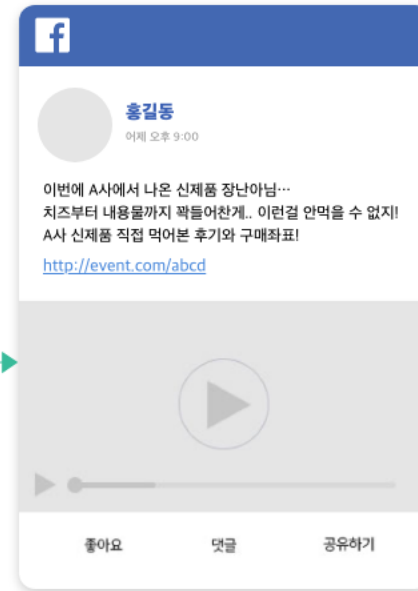 f
홍길동
어제 오후 9:00
이번에 A사에서 나온 신제품 장난아님…
치즈부터 내용물까지 꽉들어찬게.. 이런걸 안먹을 수 없지!
A사 신제품 직접 먹어본 후기와 구매좌표!
http://event.com/abcd
좋아요 댓글 공유하기